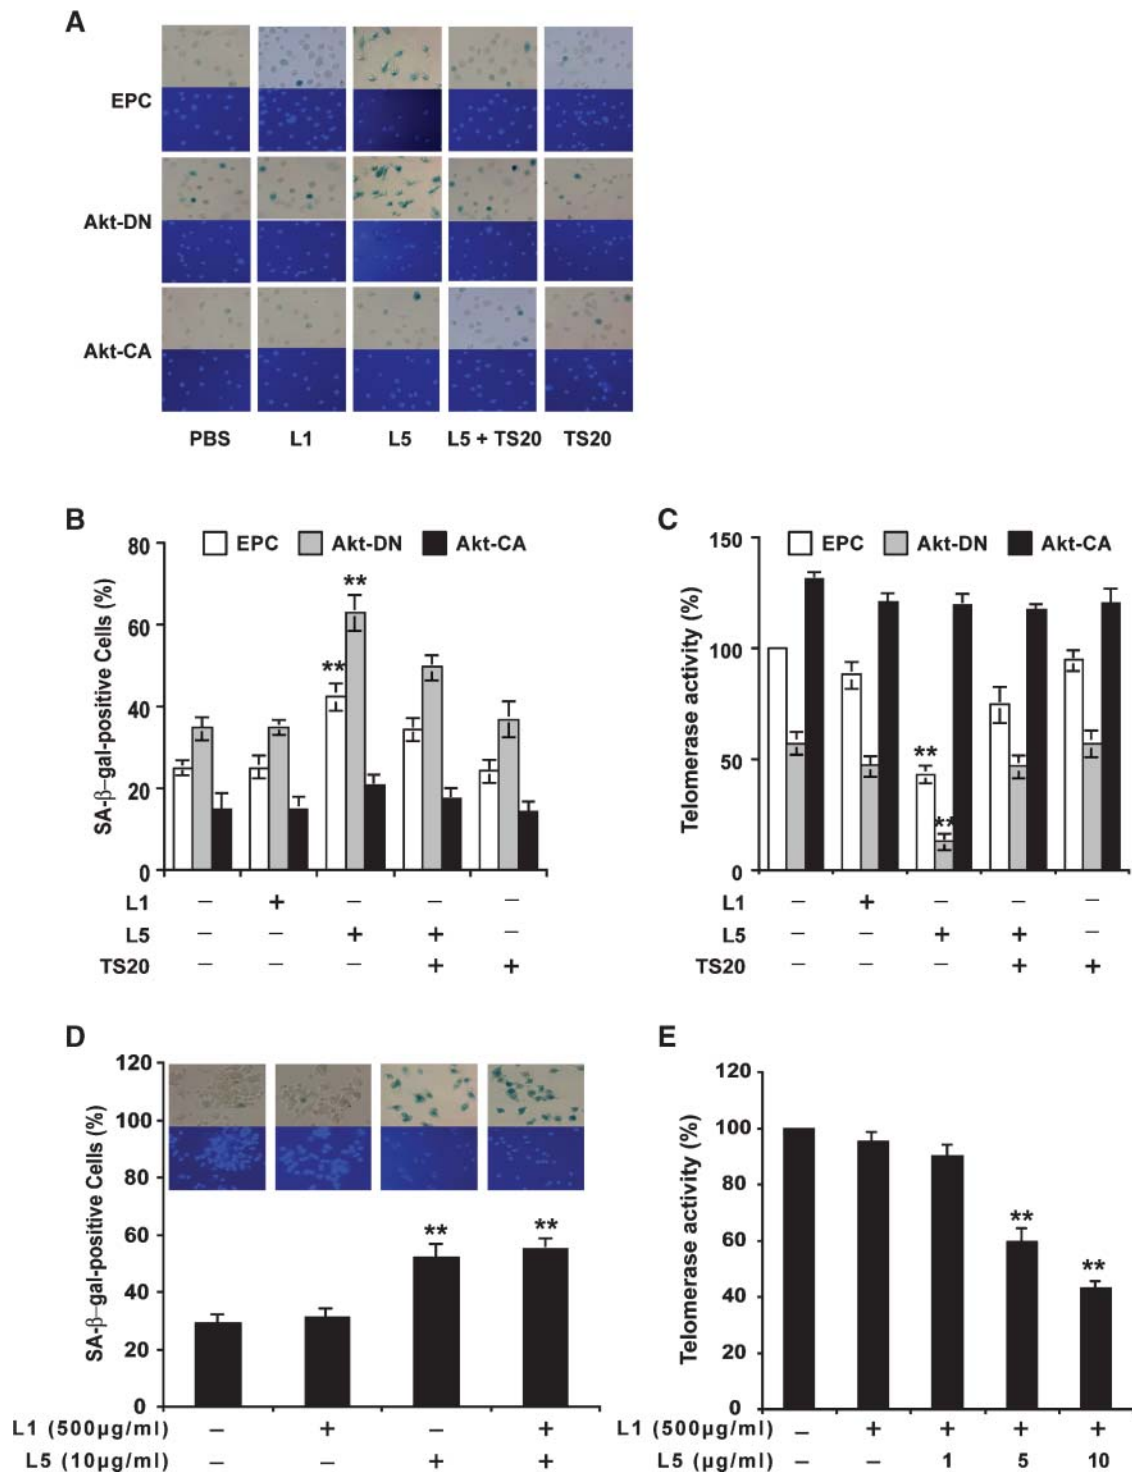 A
EPC
Akt-DN
Akt-CA
PBS L1 L5 L5 + TS20 TS20
B
EPC Akt-DN Akt-CA
SA-β-gal-positive Cells (%)
80
60
40
20
0
** **
L1 – + – – –
L5 – – + + –
TS20 – – – + +
C
EPC Akt-DN Akt-CA
Telomerase activity (%)
150
100
50
0
** **
L1 – + – – –
L5 – – + + –
TS20 – – – + +
D
SA-β-gal-positive Cells (%)
120
100
80
60
40
20
0
** **
L1 (500µg/ml) – + – +
L5 (10µg/ml) – – + +
E
Telomerase activity (%)
120
100
80
60
40
20
0
** **
L1 (500µg/ml) – + + + +
L5 (µg/ml) – – 1 5 10